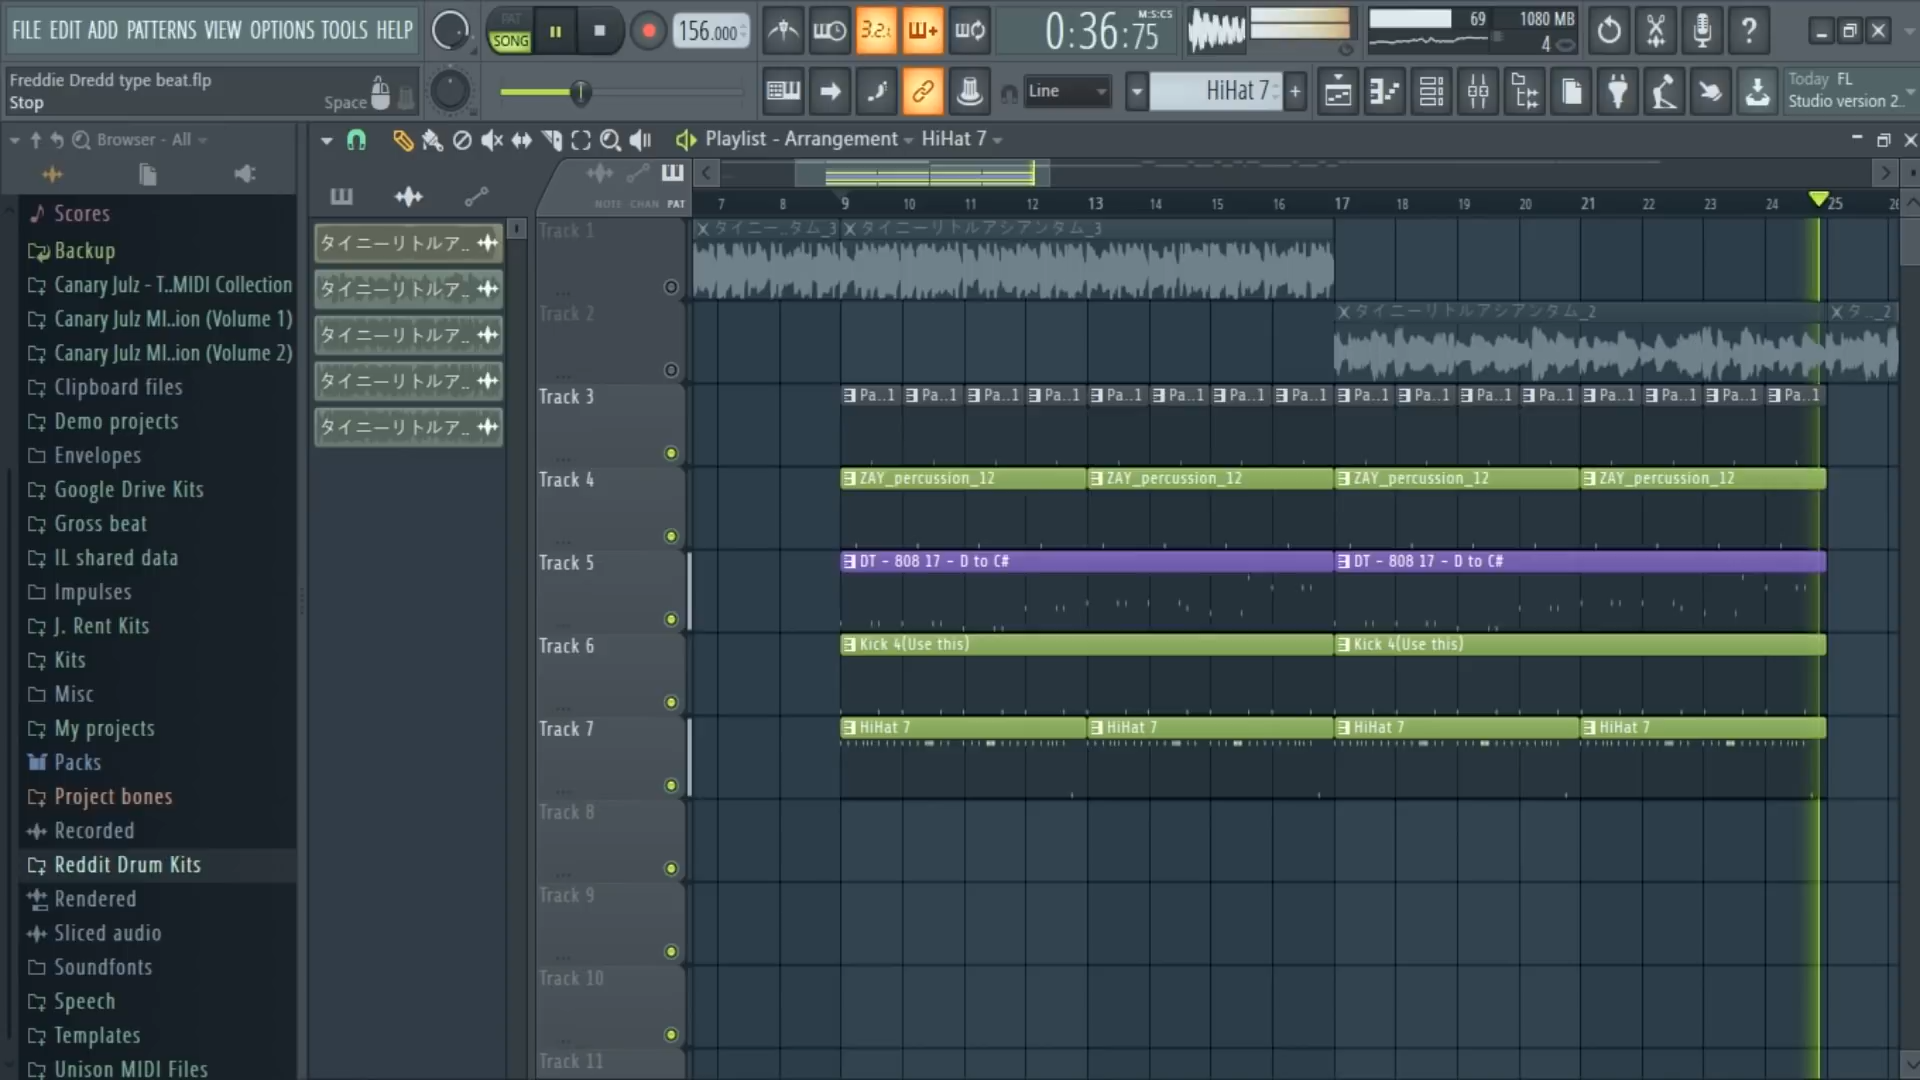 FILE EDIT ADD PATTERNS VIEW OPTIONS TOOLS HELP
PAT
SONG
156.000
3.2.
0:36:75
M:S:CS
69
1080 MB
4
Freddie Dredd type beat.flp
Stop
Space
Line
HiHat 7
Today FL
Studio version 2..
Browser - All
Playlist - Arrangement
HiHat 7
NOTE CHAN PAT
7 8 9 10 11 12 13 14 15 16 17 18 19 20 21 22 23 24 25 26
Scores
Backup
Canary Julz - T..MIDI Collection
Canary Julz MI..ion (Volume 1)
Canary Julz MI..ion (Volume 2)
Clipboard files
Demo projects
Envelopes
Google Drive Kits
Gross beat
IL shared data
Impulses
J. Rent Kits
Kits
Misc
My projects
Packs
Project bones
Recorded
Reddit Drum Kits
Rendered
Sliced audio
Soundfonts
Speech
Templates
Unison MIDI Files
タイニーリトルア..
タイニーリトルア..
タイニーリトルア..
タイニーリトルア..
タイニーリトルア..
Track 1
タイニー..タム_3
タイニーリトルアシアンタム_3
Track 2
タイニーリトルアシアンタム_2
タ.._2
Track 3
Pa..1 Pa..1 Pa..1 Pa..1 Pa..1 Pa..1 Pa..1 Pa..1 Pa..1 Pa..1 Pa..1 Pa..1 Pa..1 Pa..1 Pa..1 Pa..1
Track 4
ZAY_percussion_12 ZAY_percussion_12 ZAY_percussion_12 ZAY_percussion_12
Track 5
DT - 808 17 - D to C# DT - 808 17 - D to C#
Track 6
Kick 4(Use this) Kick 4(Use this)
Track 7
HiHat 7 HiHat 7 HiHat 7 HiHat 7
Track 8
Track 9
Track 10
Track 11